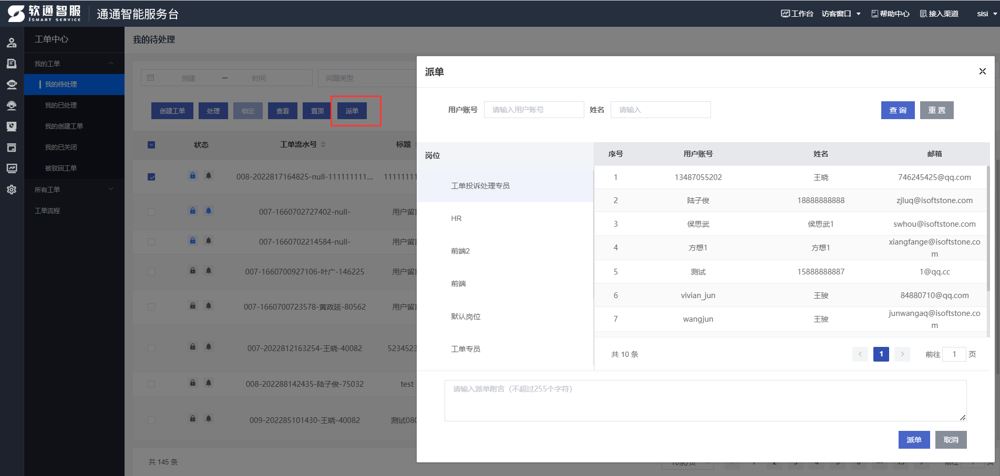 软通智服
iSMART SERVICE
通通智能服务台
工作台 访客窗口 帮助中心 接入渠道 sisi
工单中心
我的工单
我的待处理
我的已处理
我的创建工单
我的已关闭
被驳回工单
所有工单
工单流程
我的待处理
创建 — 时间 问题类型
创建工单 处理 锁定 查看 置顶 派单
状态 工单流水号 标题
008-2022817164825-null-111111111... 11111111
007-1660702727402-null- 用户留
007-1660702214584-null- 用户留
007-1660700927106-叶广-146225 用户留
007-1660700723578-黄政延-80562 用户留
007-2022812163254-王晓-40082 5234523
008-202288142435-陆子俊-75032 test
009-202285101430-王晓-40082 测试080
共 145 条
派单
用户账号 请输入用户账号 姓名 请输入 查询 重置
岗位
工单投诉处理专员
HR
前端2
前端
默认岗位
工单专员
序号 用户账号 姓名 邮箱
1 13487055202 王晓 746245425@qq.com
2 陆子俊 18888888888 zjluq@isoftstone.com
3 侯思武 侯思武1 swhou@isoftstone.com
4 方想1 方想1 xiangfange@isoftstone.co
m
5 测试 15888888887 1@qq.cc
6 vivian_jun 王骏 84880710@qq.com
7 wangjun 王骏 junwangaq@isoftstone.co
m
共 10 条 1 前往 1 页
请输入派单附言（不超过255个字符）
派单 取消